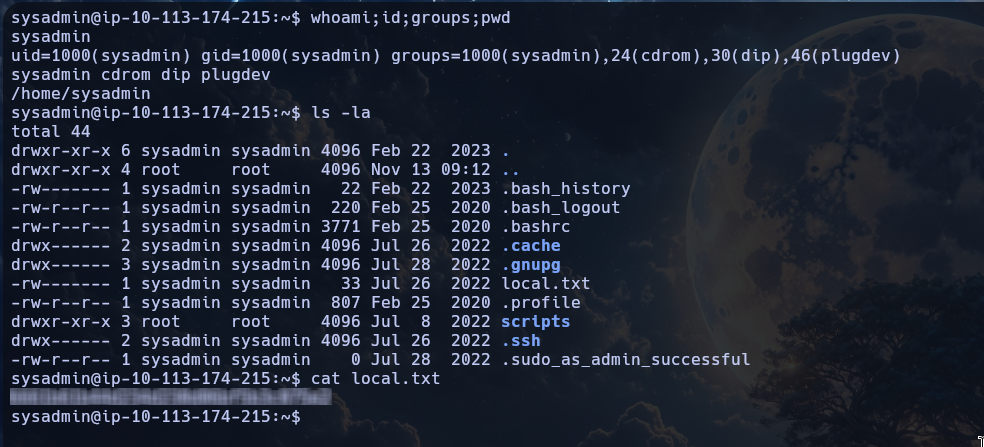 sysadmin@ip-10-113-174-215:~$ whoami;id;groups;pwd
sysadmin
uid=1000(sysadmin) gid=1000(sysadmin) groups=1000(sysadmin),24(cdrom),30(dip),46(plugdev)
sysadmin cdrom dip plugdev
/home/sysadmin
sysadmin@ip-10-113-174-215:~$ ls -la
total 44
drwxr-xr-x 6 sysadmin sysadmin 4096 Feb 22  2023 .
drwxr-xr-x 4 root     root     4096 Nov 13 09:12 ..
-rw------- 1 sysadmin sysadmin   22 Feb 22  2023 .bash_history
-rw-r--r-- 1 sysadmin sysadmin  220 Feb 25  2020 .bash_logout
-rw-r--r-- 1 sysadmin sysadmin 3771 Feb 25  2020 .bashrc
drwx------ 2 sysadmin sysadmin 4096 Jul 26  2022 .cache
drwx------ 3 sysadmin sysadmin 4096 Jul 28  2022 .gnupg
-rw------- 1 sysadmin sysadmin   33 Jul 26  2022 local.txt
-rw-r--r-- 1 sysadmin sysadmin  807 Feb 25  2020 .profile
drwxr-xr-x 3 root     root     4096 Jul  8  2022 scripts
drwx------ 2 sysadmin sysadmin 4096 Jul 26  2022 .ssh
-rw-r--r-- 1 sysadmin sysadmin    0 Jul 28  2022 .sudo_as_admin_successful
sysadmin@ip-10-113-174-215:~$ cat local.txt
sysadmin@ip-10-113-174-215:~$